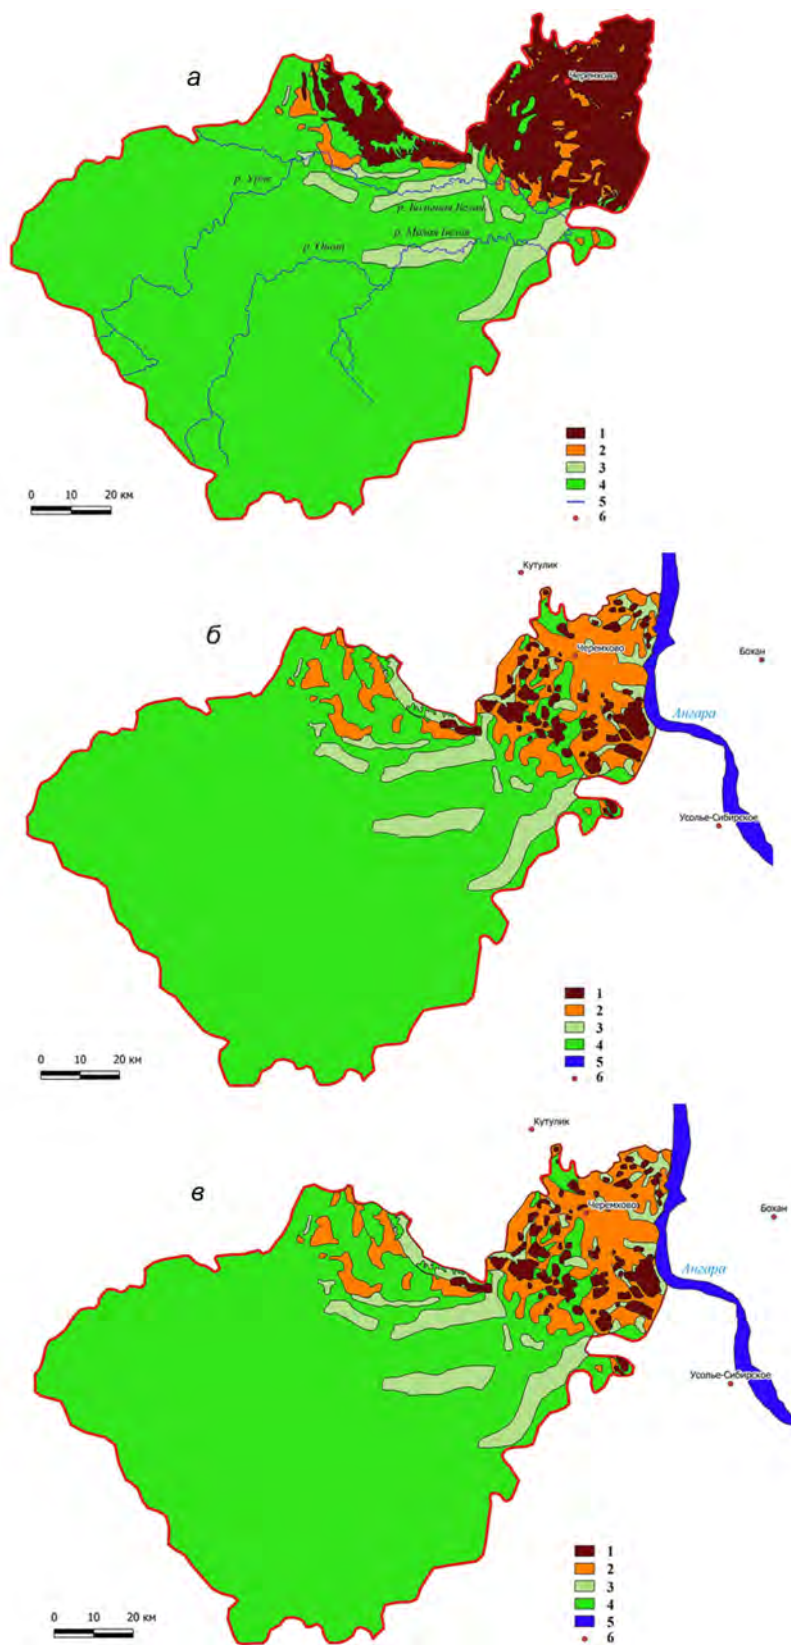 а
Черемхово
р. Урик
р. Большая Белая
р. Малая Белая
р. Онот
1
2
3
4
5
6
0 10 20 км
Кутулик
б
Черемхово
Бохан
Ангара
Усолье-Сибирское
1
2
3
4
5
6
0 10 20 км
Кутулик
в
Черемхово
Бохан
Ангара
Усолье-Сибирское
1
2
3
4
5
6
0 10 20 км